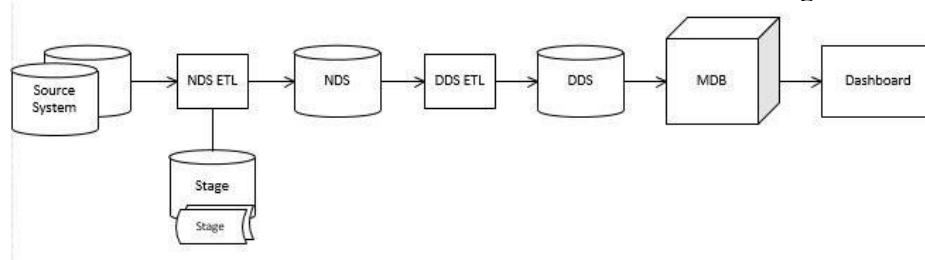 Source
System
NDS ETL
NDS
DDS ETL
DDS
MDB
Dashboard
Stage
Stage